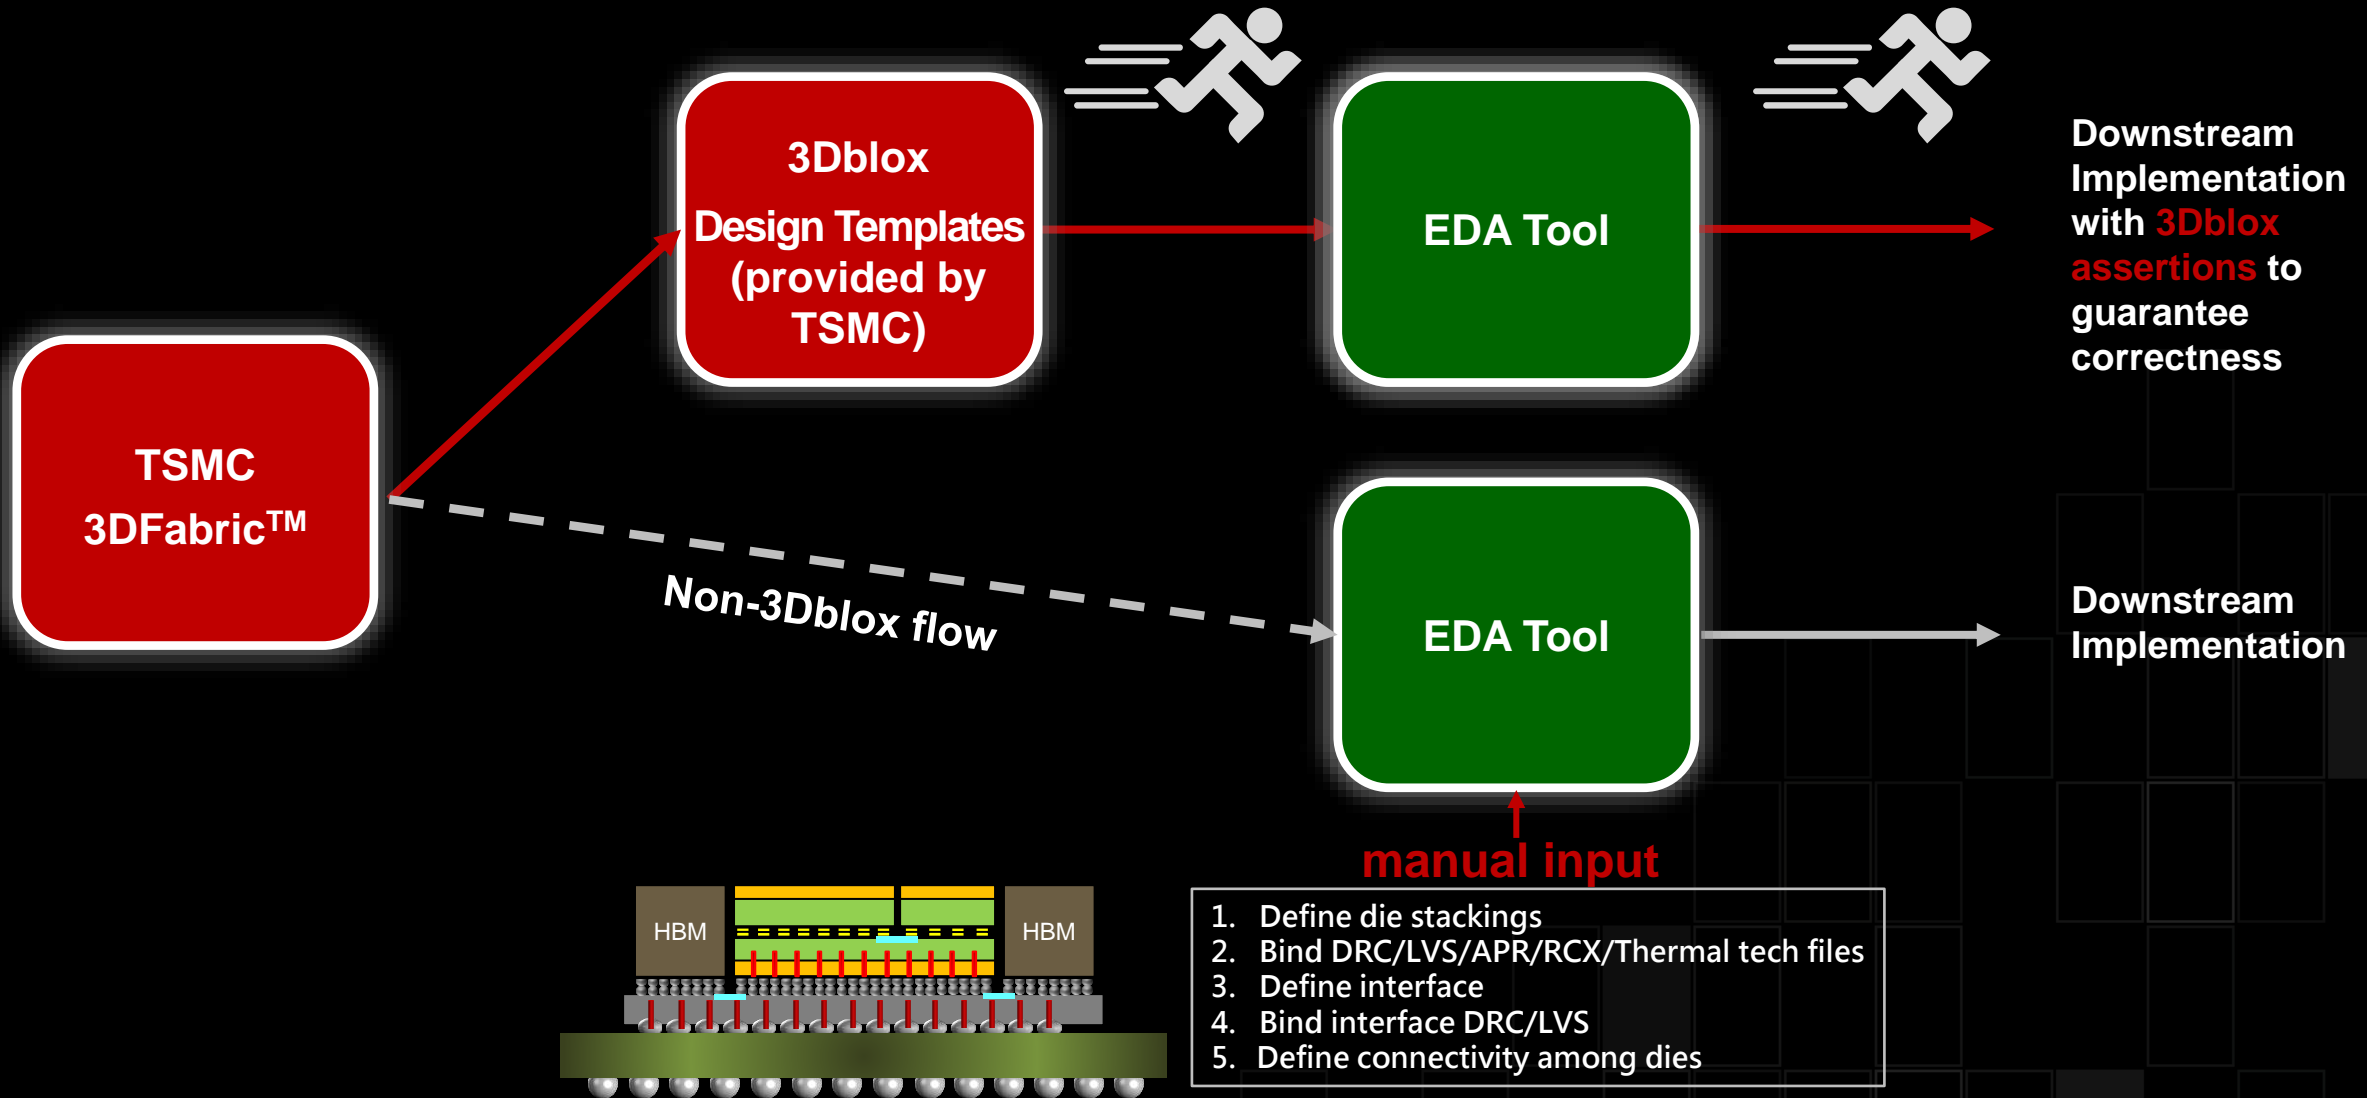 3Dblox
Design Templates
(provided by
TSMC)
EDA Tool
Downstream
Implementation
with 3Dblox
assertions to
guarantee
correctness
TSMC
3DFabric™
Non-3Dblox flow
EDA Tool
Downstream
Implementation
manual input
1. Define die stackings
2. Bind DRC/LVS/APR/RCX/Thermal tech files
3. Define interface
4. Bind interface DRC/LVS
5. Define connectivity among dies
HBM
HBM